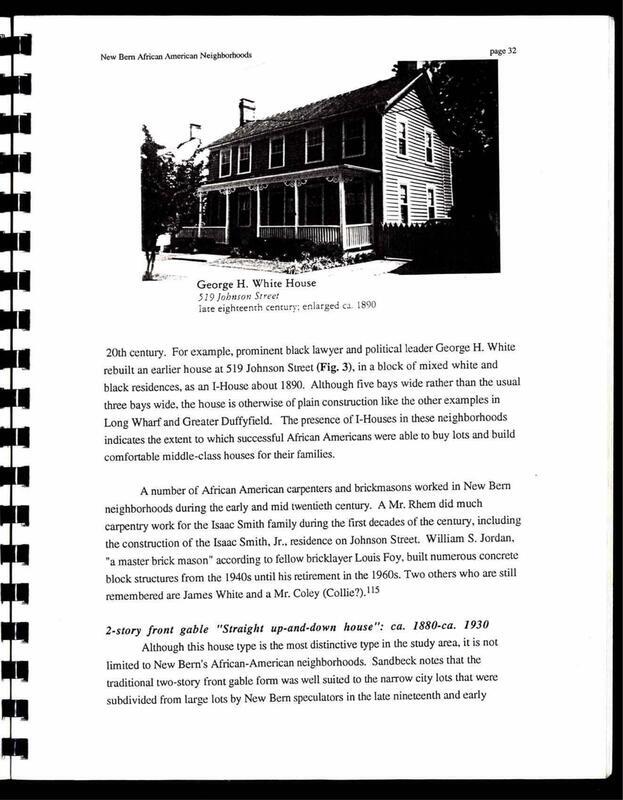 New Bern African American Neighborhoods
page 32
George H. White House
519 Johnson Street
late eighteenth century; enlarged ca. 1890
20th century. For example, prominent black lawyer and political leader George H. White
rebuilt an earlier house at 519 Johnson Street (Fig. 3), in a block of mixed white and
black residences, as an I-House about 1890. Although five bays wide rather than the usual
three bays wide, the house is otherwise of plain construction like the other examples in
Long Wharf and Greater Duffyfield. The presence of I-Houses in these neighborhoods
indicates the extent to which successful African Americans were able to buy lots and build
comfortable middle-class houses for their families.
A number of African American carpenters and brickmasons worked in New Bern
neighborhoods during the early and mid twentieth century. A Mr. Rhem did much
carpentry work for the Isaac Smith family during the first decades of the century, including
the construction of the Isaac Smith, Jr., residence on Johnson Street. William S. Jordan,
"a master brick mason" according to fellow bricklayer Louis Foy, built numerous concrete
block structures from the 1940s until his retirement in the 1960s. Two others who are still
remembered are James White and a Mr. Coley (Collie?).115
2-story front gable "Straight up-and-down house": ca. 1880-ca. 1930
Although this house type is the most distinctive type in the study area, it is not
limited to New Bern's African-American neighborhoods. Sandbeck notes that the
traditional two-story front gable form was well suited to the narrow city lots that were
subdivided from large lots by New Bern speculators in the late nineteenth and early